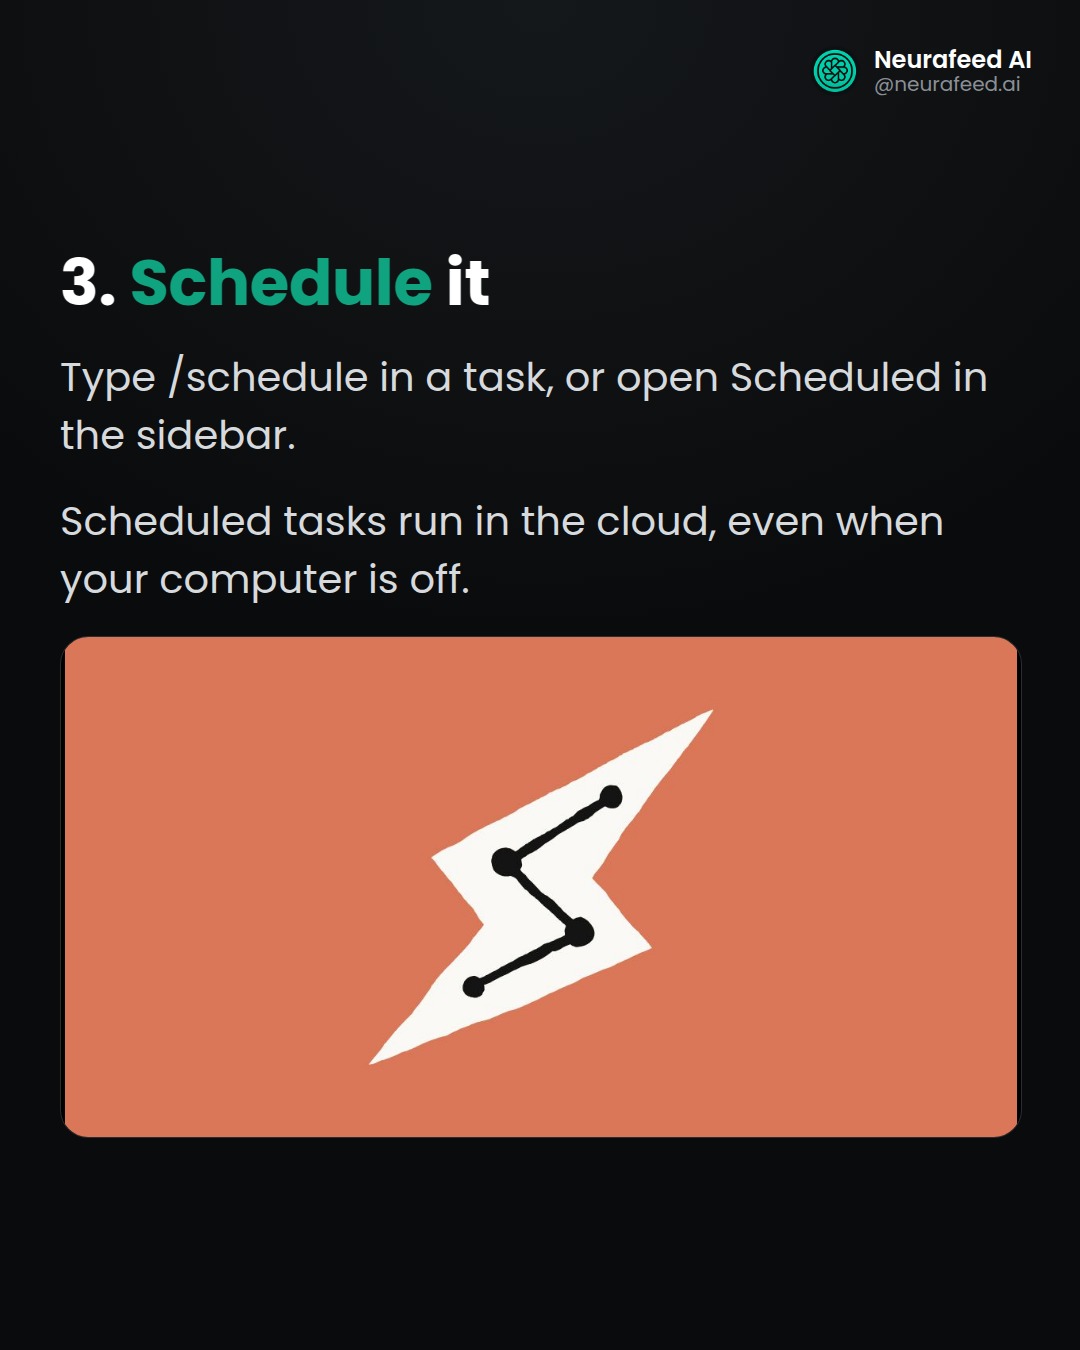 Neurafeed AI
@neurafeed.ai
3. Schedule it
Type /schedule in a task, or open Scheduled in
the sidebar.
Scheduled tasks run in the cloud, even when
your computer is off.